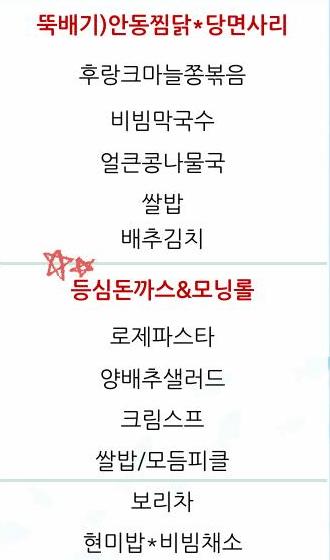 뚝배기)안동찜닭*당면사리
후랑크마늘쫑볶음
비빔막국수
얼큰콩나물국
쌀밥
배추김치
등심돈까스&모닝롤
로제파스타
양배추샐러드
크림스프
쌀밥/모듬피클
보리차
현미밥*비빔채소